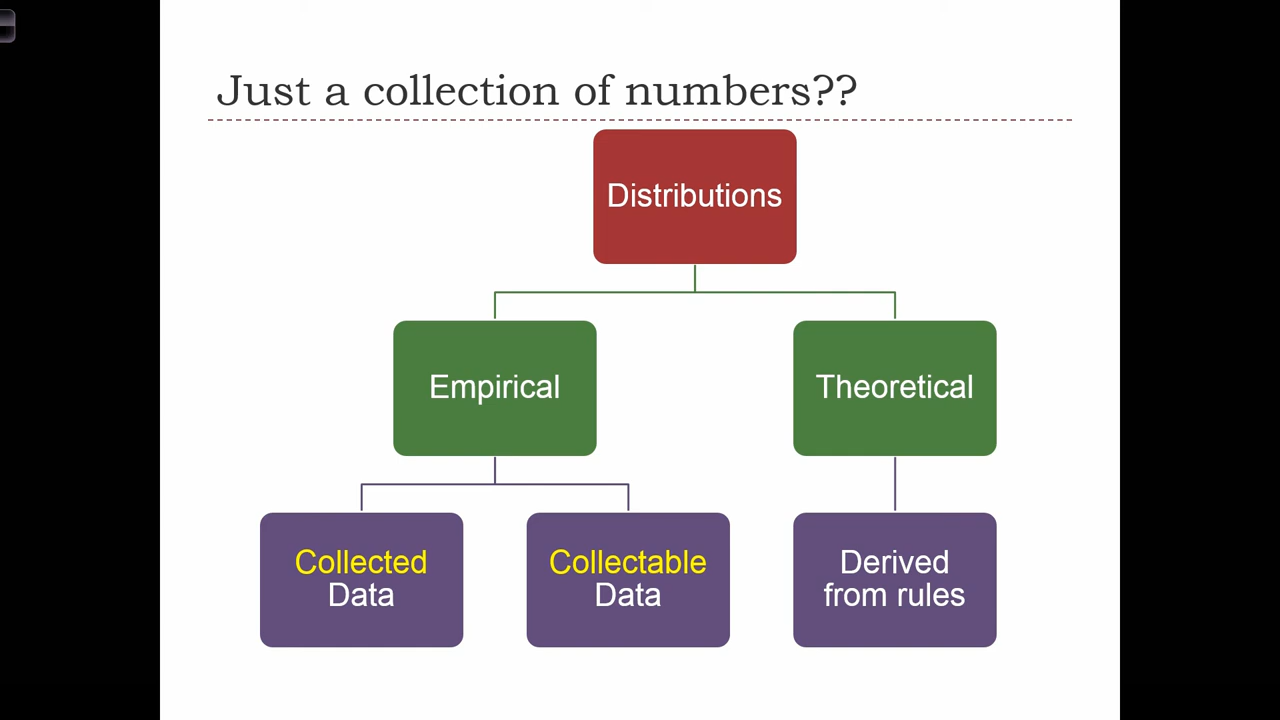 Just a collection of numbers??
Distributions
Empirical
Theoretical
Collected
Data
Collectable
Data
Derived
from rules